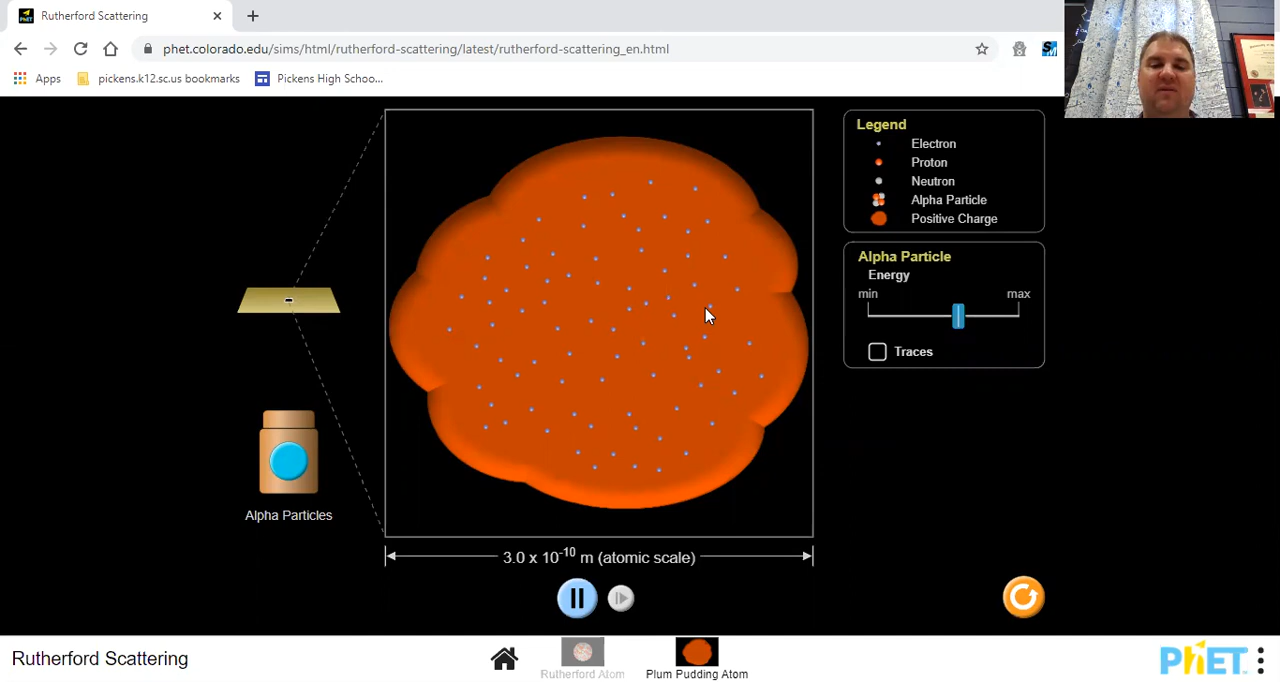 Rutherford Scattering
phet.colorado.edu/sims/html/rutherford-scattering/latest/rutherford-scattering_en.html
Apps
pickens.k12.sc.us bookmarks
Pickens High Schoo...
Legend
Electron
Proton
Neutron
Alpha Particle
Positive Charge
Alpha Particle
Energy
min
max
Traces
Alpha Particles
3.0 x 10⁻¹⁰ m (atomic scale)
Rutherford Scattering
Rutherford Atom
Plum Pudding Atom
PhET